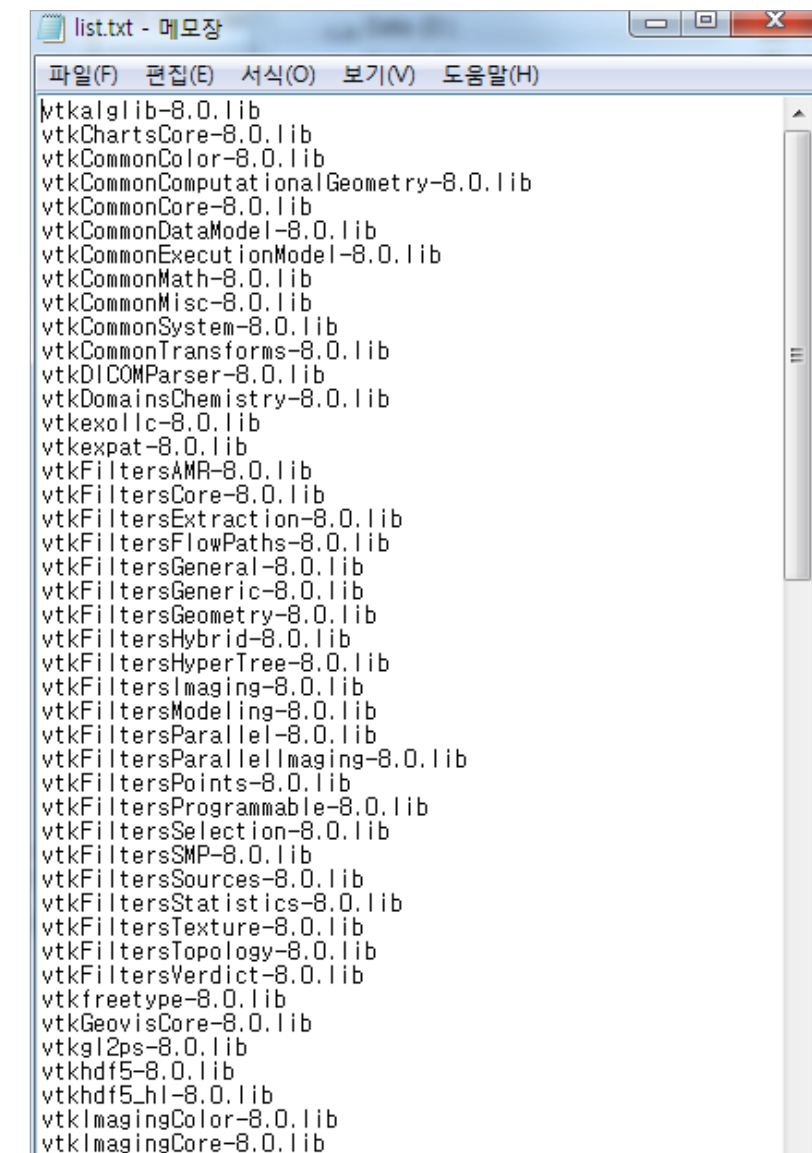 list.txt - 메모장
파일(F) 편집(E) 서식(O) 보기(V) 도움말(H)
vtkalglib-8.0.lib
vtkChartsCore-8.0.lib
vtkCommonColor-8.0.lib
vtkCommonComputationalGeometry-8.0.lib
vtkCommonCore-8.0.lib
vtkCommonDataModel-8.0.lib
vtkCommonExecutionModel-8.0.lib
vtkCommonMath-8.0.lib
vtkCommonMisc-8.0.lib
vtkCommonSystem-8.0.lib
vtkCommonTransforms-8.0.lib
vtkDICOMParser-8.0.lib
vtkDomainsChemistry-8.0.lib
vtkexoIIc-8.0.lib
vtkexpat-8.0.lib
vtkFiltersAMR-8.0.lib
vtkFiltersCore-8.0.lib
vtkFiltersExtraction-8.0.lib
vtkFiltersFlowPaths-8.0.lib
vtkFiltersGeneral-8.0.lib
vtkFiltersGeneric-8.0.lib
vtkFiltersGeometry-8.0.lib
vtkFiltersHybrid-8.0.lib
vtkFiltersHyperTree-8.0.lib
vtkFiltersImaging-8.0.lib
vtkFiltersModeling-8.0.lib
vtkFiltersParallel-8.0.lib
vtkFiltersParallelImaging-8.0.lib
vtkFiltersPoints-8.0.lib
vtkFiltersProgrammable-8.0.lib
vtkFiltersSelection-8.0.lib
vtkFiltersSMP-8.0.lib
vtkFiltersSources-8.0.lib
vtkFiltersStatistics-8.0.lib
vtkFiltersTexture-8.0.lib
vtkFiltersTopology-8.0.lib
vtkFiltersVerdict-8.0.lib
vtkfreetype-8.0.lib
vtkGeovisCore-8.0.lib
vtkgl2ps-8.0.lib
vtkhdf5-8.0.lib
vtkhdf5_hl-8.0.lib
vtkImagingColor-8.0.lib
vtkImagingCore-8.0.lib